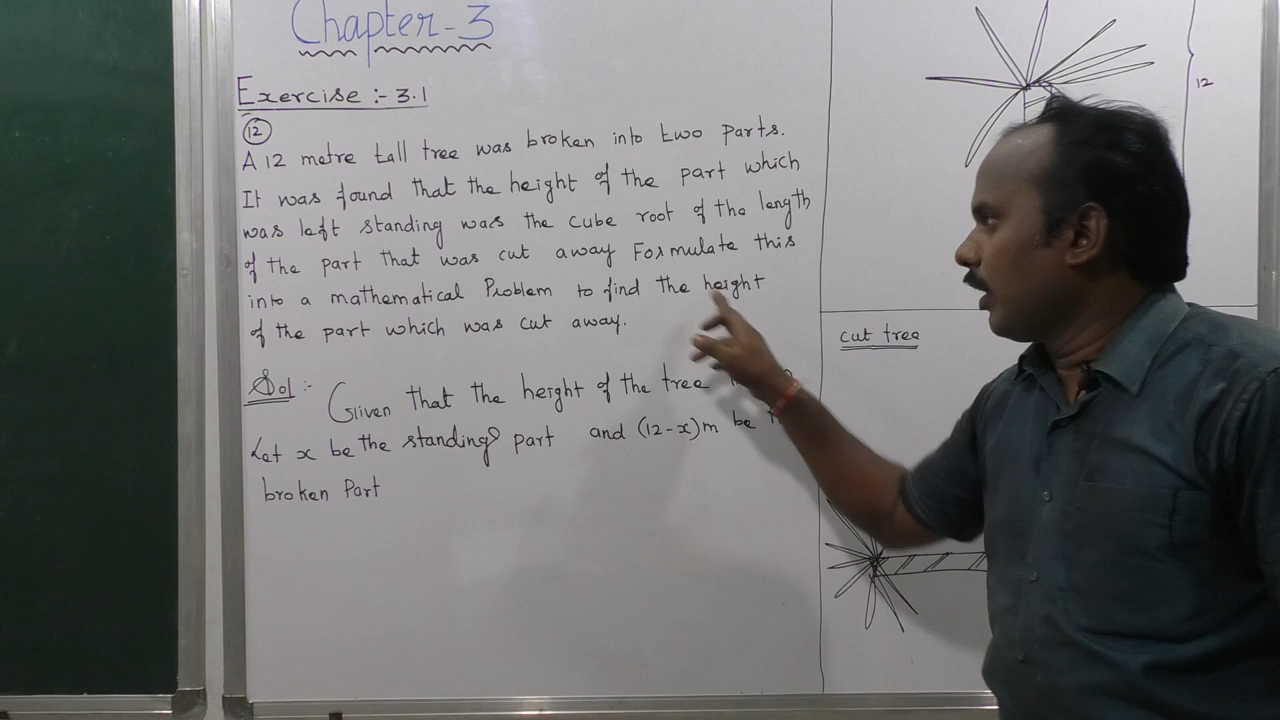 Chapter-3
Exercise :- 3.1
12
A 12 metre tall tree was broken into two parts.
It was found that the height of the part which
was left standing was the cube root of the length
of the part that was cut away Formulate this
into a mathematical Problem to find the height
of the part which was cut away.
Sol :- Given that the height of the tree
Let x be the standing part and (12-x)m be
broken Part
12
cut tree